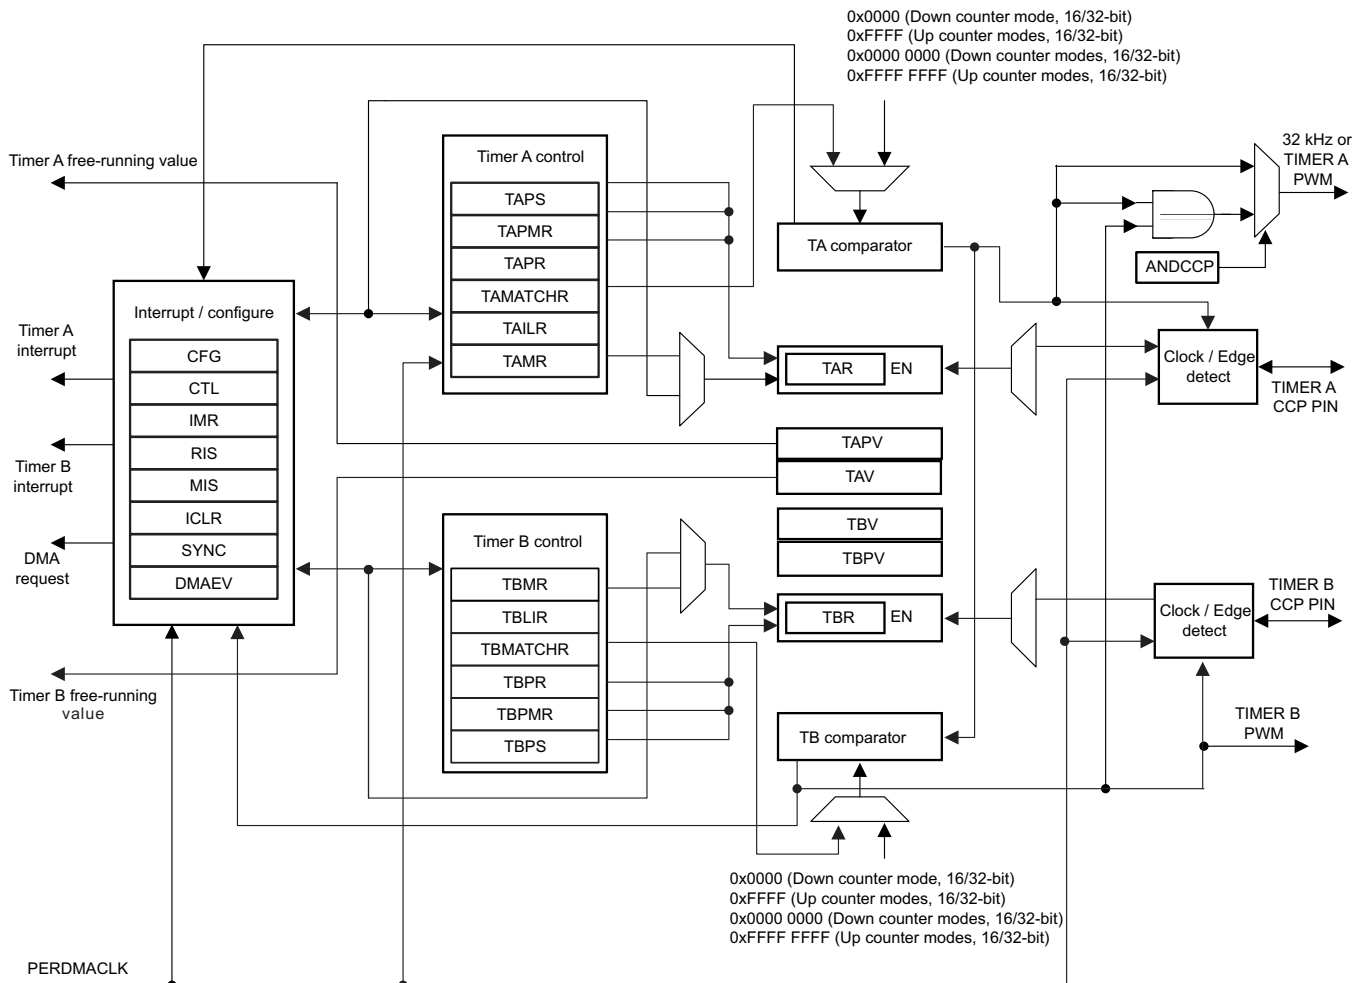 0x0000 (Down counter mode, 16/32-bit)
0xFFFF (Up counter modes, 16/32-bit)
0x0000 0000 (Down counter modes, 16/32-bit)
0xFFFF FFFF (Up counter modes, 16/32-bit)
Timer A free-running value
Timer A control
TAPS
TAPMR
TAPR
TAMATCHR
TAILR
TAMR
TA comparator
32 kHz or
TIMER A
PWM
ANDCCP
Interrupt / configure
CFG
CTL
IMR
RIS
MIS
ICLR
SYNC
DMAEV
Timer A
interrupt
Timer B
interrupt
DMA
request
TAR
EN
Clock / Edge
detect
TIMER A
CCP PIN
TAPV
TAV
TBV
TBPV
Timer B control
TBMR
TBLIR
TBMATCHR
TBPR
TBPMR
TBPS
TBR
EN
Clock / Edge
detect
TIMER B
CCP PIN
Timer B free-running
value
TB comparator
TIMER B
PWM
0x0000 (Down counter mode, 16/32-bit)
0xFFFF (Up counter modes, 16/32-bit)
0x0000 0000 (Down counter modes, 16/32-bit)
0xFFFF FFFF (Up counter modes, 16/32-bit)
PERDMACLK